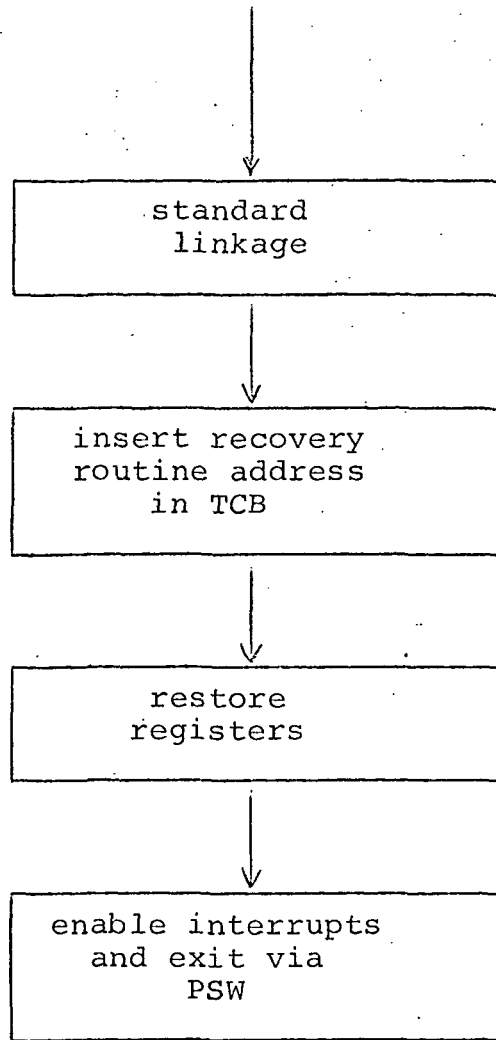 standard
linkage
insert recovery
routine address
in TCB
restore
registers
enable interrupts
and exit via
PSW